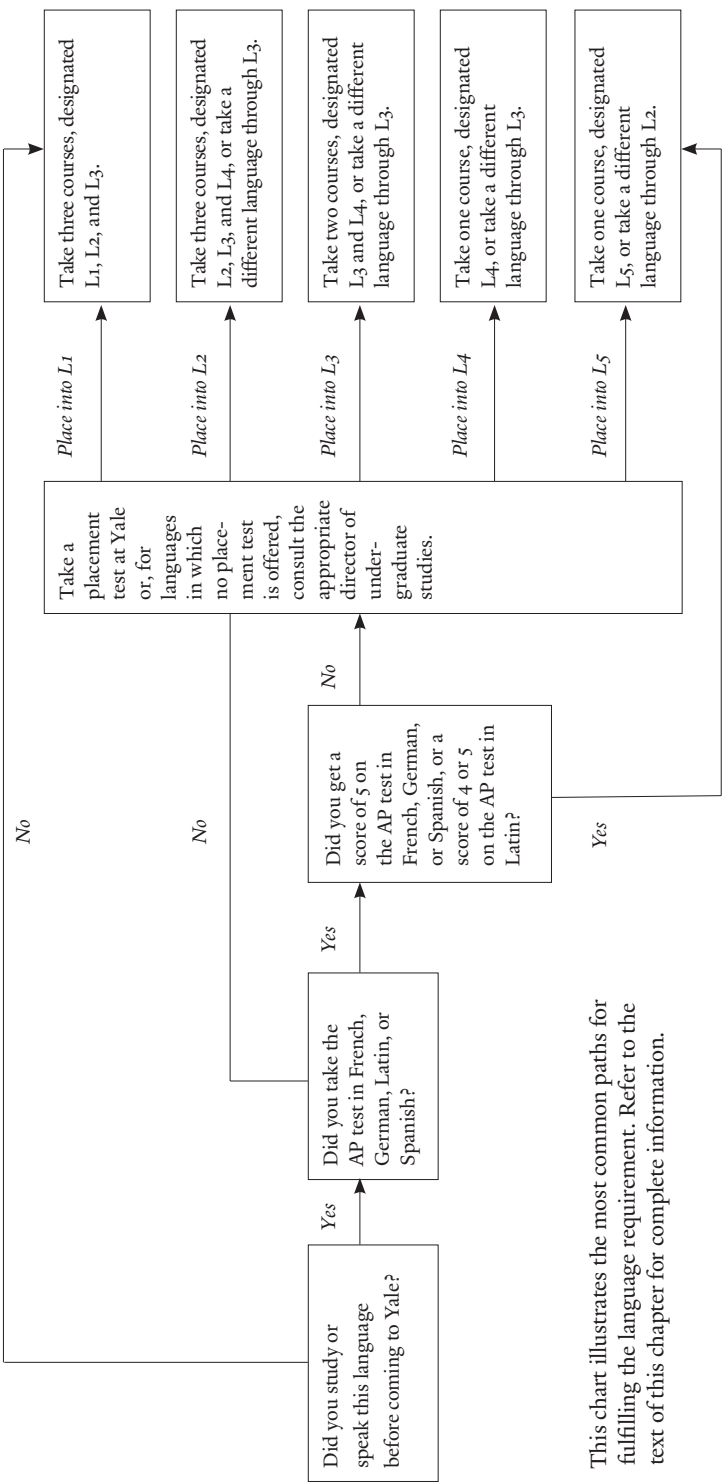 Did you study or
speak this language
before coming to Yale?
Yes
No
Did you take the
AP test in French,
German, Latin, or
Spanish?
Yes
No
Did you get a
score of 5 on
the AP test in
French, German,
or Spanish, or a
score of 4 or 5
on the AP test in
Latin?
No
Yes
Take a
placement
test at Yale
or, for
languages
in which
no place-
ment test
is offered,
consult the
appropriate
director of
under-
graduate
studies.
Place into L1
Take three courses, designated
L1, L2, and L3.
Place into L2
Take three courses, designated
L2, L3, and L4, or take a
different language through L3.
Place into L3
Take two courses, designated
L3 and L4, or take a different
language through L3.
Place into L4
Take one course, designated
L4, or take a different
language through L3.
Place into L5
Take one course, designated
L5, or take a different
language through L2.
This chart illustrates the most common paths for
fulfilling the language requirement. Refer to the
text of this chapter for complete information.